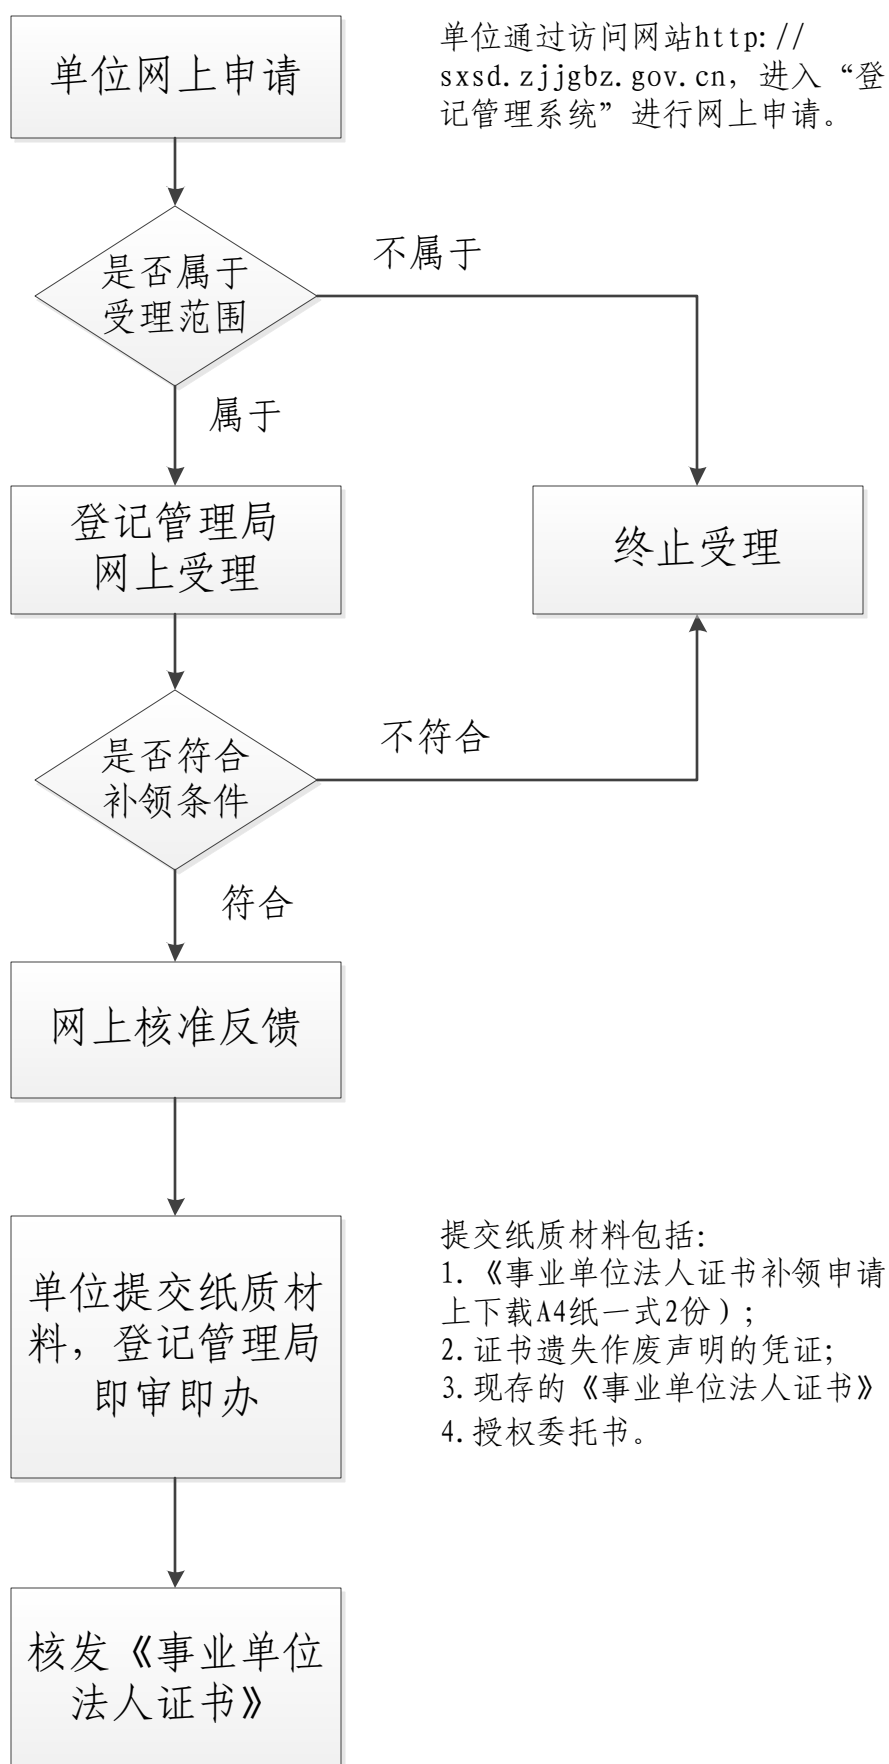 单位网上申请
单位通过访问网站http://
sxsd.zjjgbz.gov.cn，进入“登
记管理系统”进行网上申请。
是否属于
受理范围
不属于
属于
登记管理局
网上受理
终止受理
是否符合
补领条件
不符合
符合
网上核准反馈
单位提交纸质材
料，登记管理局
即审即办
提交纸质材料包括:
1.《事业单位法人证书补领申请
上下载A4纸一式2份）;
2.证书遗失作废声明的凭证;
3.现存的《事业单位法人证书》
4.授权委托书。
核发《事业单位
法人证书》